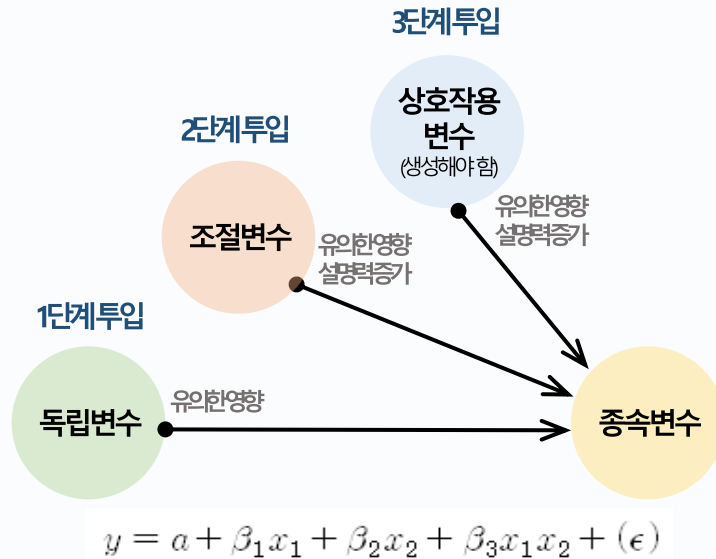 3단계 투입
상호작용
변수
(생성해야 함)
2단계 투입
유의한 영향
설명력 증가
조절변수
유의한 영향
설명력 증가
1단계 투입
유의한 영향
독립변수
종속변수
y = a + β₁x₁ + β₂x₂ + β₃x₁x₂ + (ϵ)